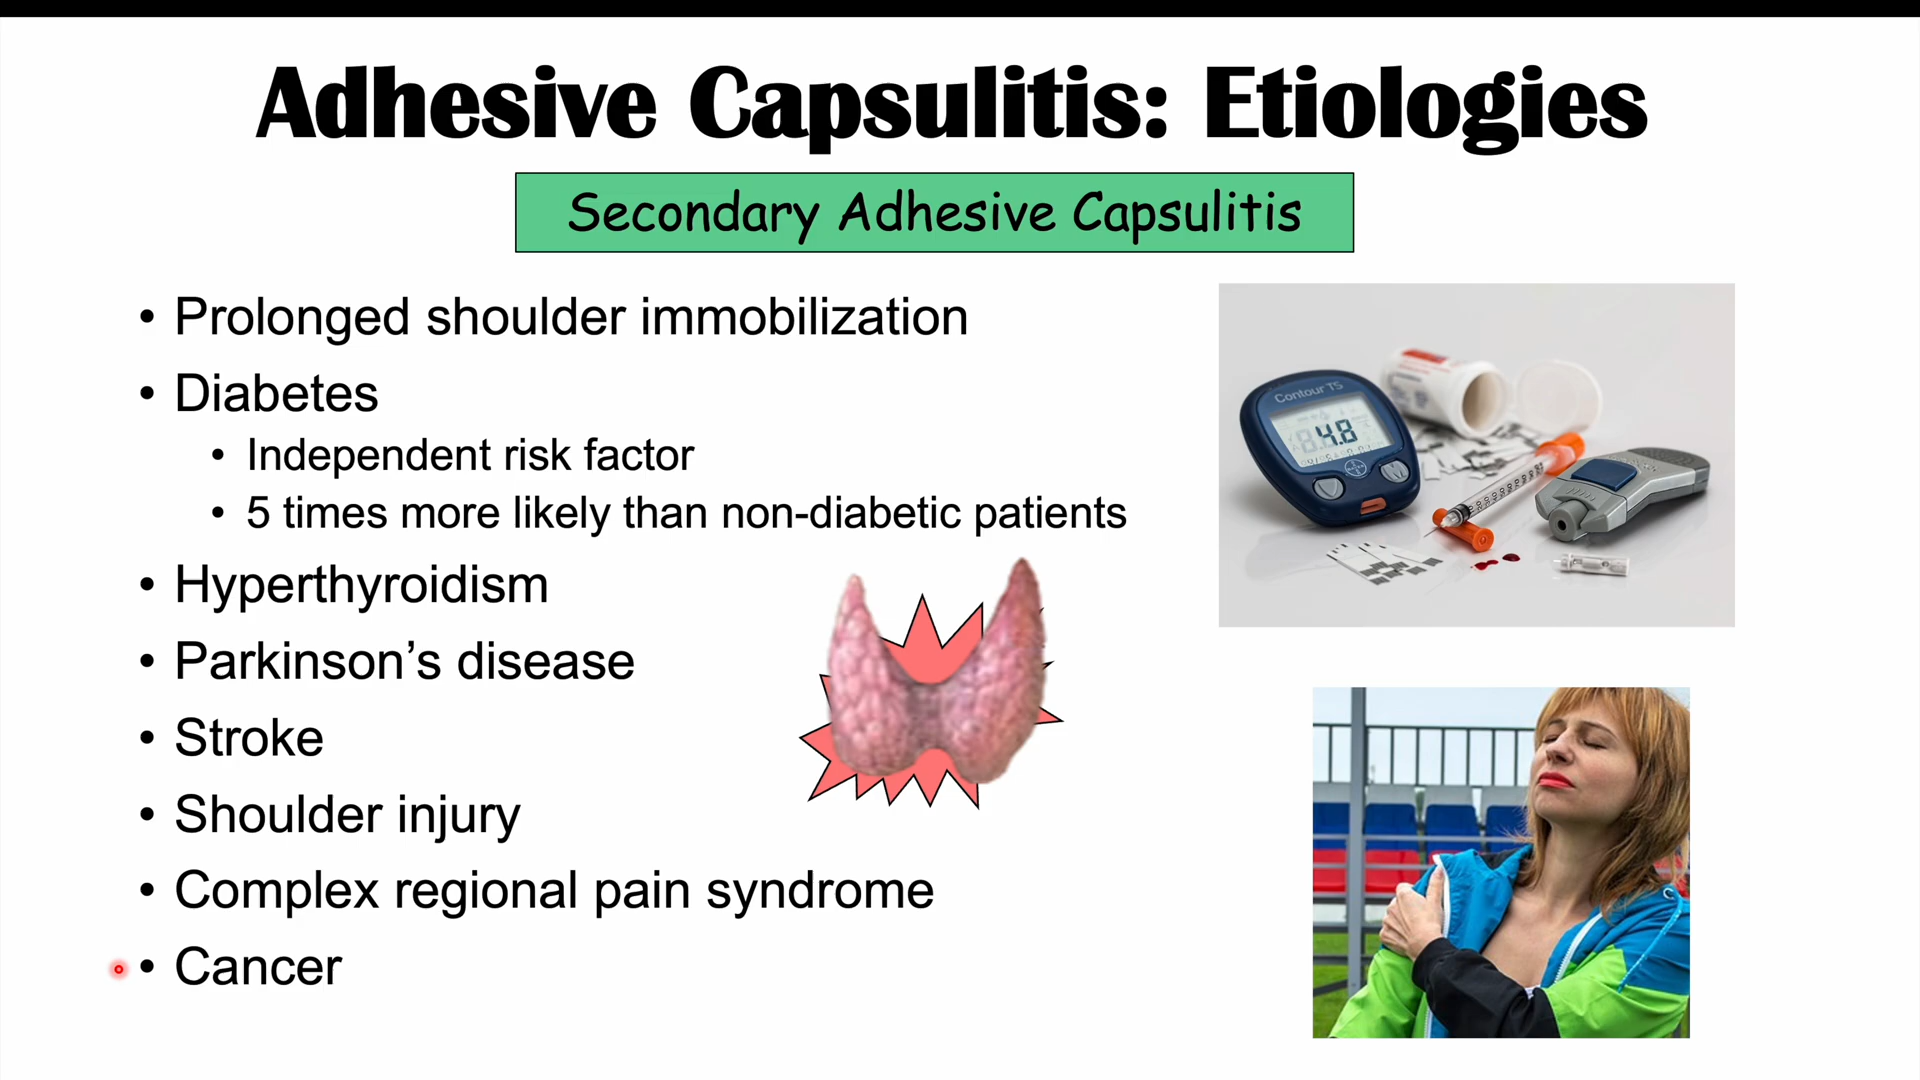 Adhesive Capsulitis: Etiologies
Secondary Adhesive Capsulitis
• Prolonged shoulder immobilization
• Diabetes
• Independent risk factor
• 5 times more likely than non-diabetic patients
• Hyperthyroidism
• Parkinson’s disease
• Stroke
• Shoulder injury
• Complex regional pain syndrome
• Cancer
Contour TS
4.8